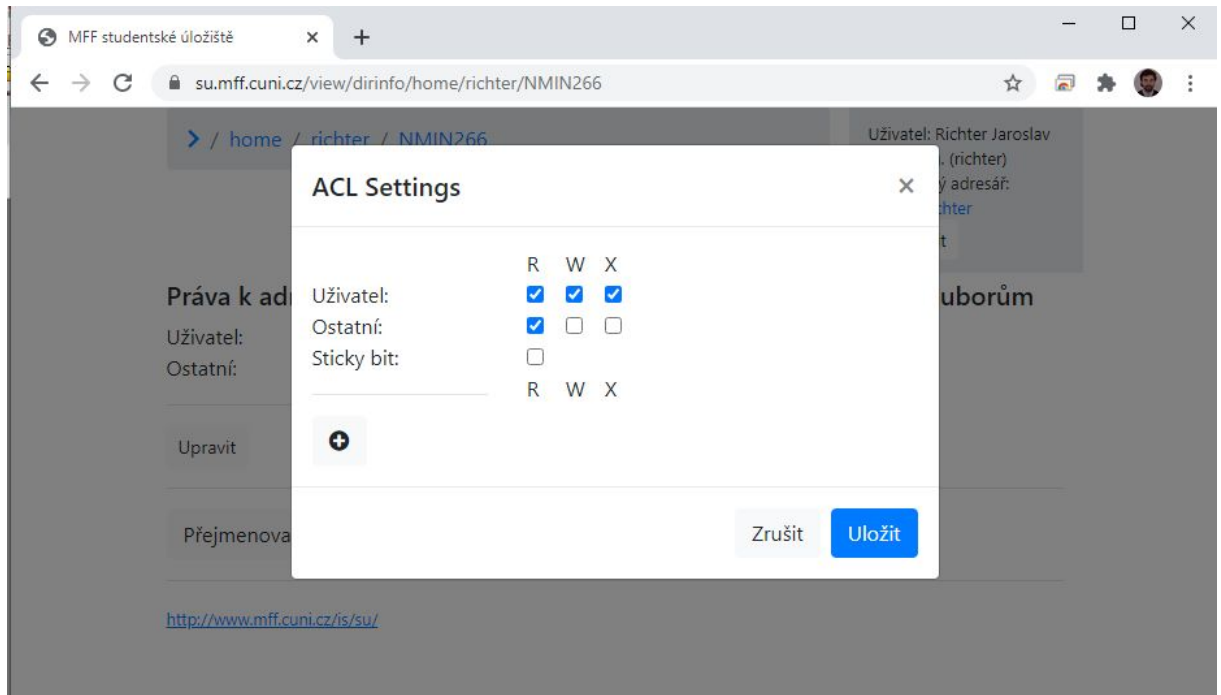 MFF studentské úložiště
su.mff.cuni.cz/view/dirinfo/home/richter/NMIN266
/ home / richter / NMIN266
Uživatel: Richter Jaroslav
. (richter)
ý adresář:
chter
t
ACL Settings
R W X
Práva k adr
uborům
Uživatel:
Ostatní:
Uživatel:
Ostatní:
Sticky bit:
R W X
Upravit
Přejmenova
Zrušit Uložit
http://www.mff.cuni.cz/is/su/